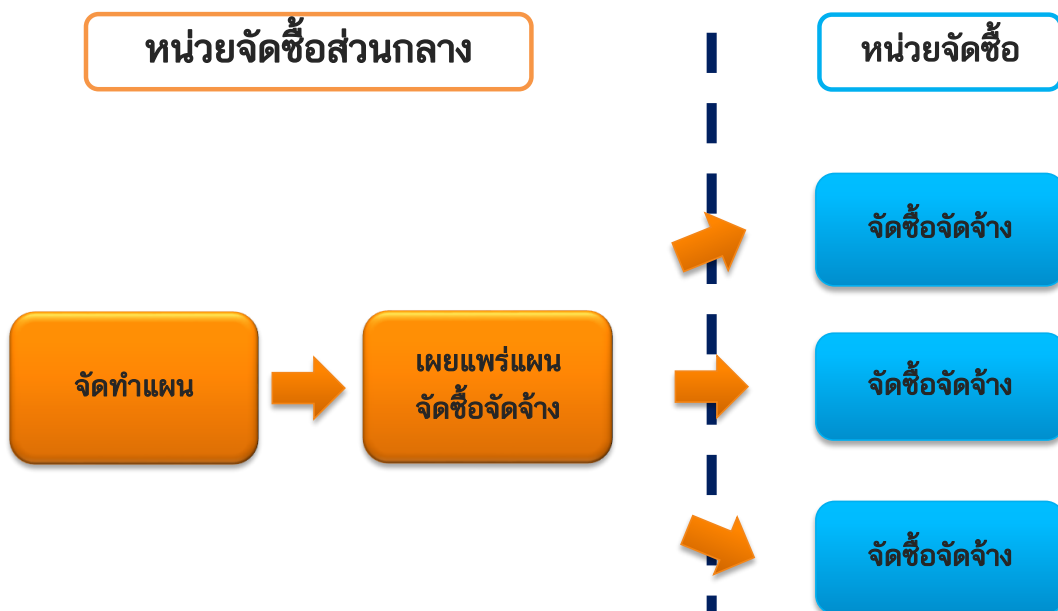 หน่วยจัดซื้อส่วนกลาง
หน่วยจัดซื้อ
จัดทำแผน
เผยแพร่แผน
จัดซื้อจัดจ้าง
จัดซื้อจัดจ้าง
จัดซื้อจัดจ้าง
จัดซื้อจัดจ้าง